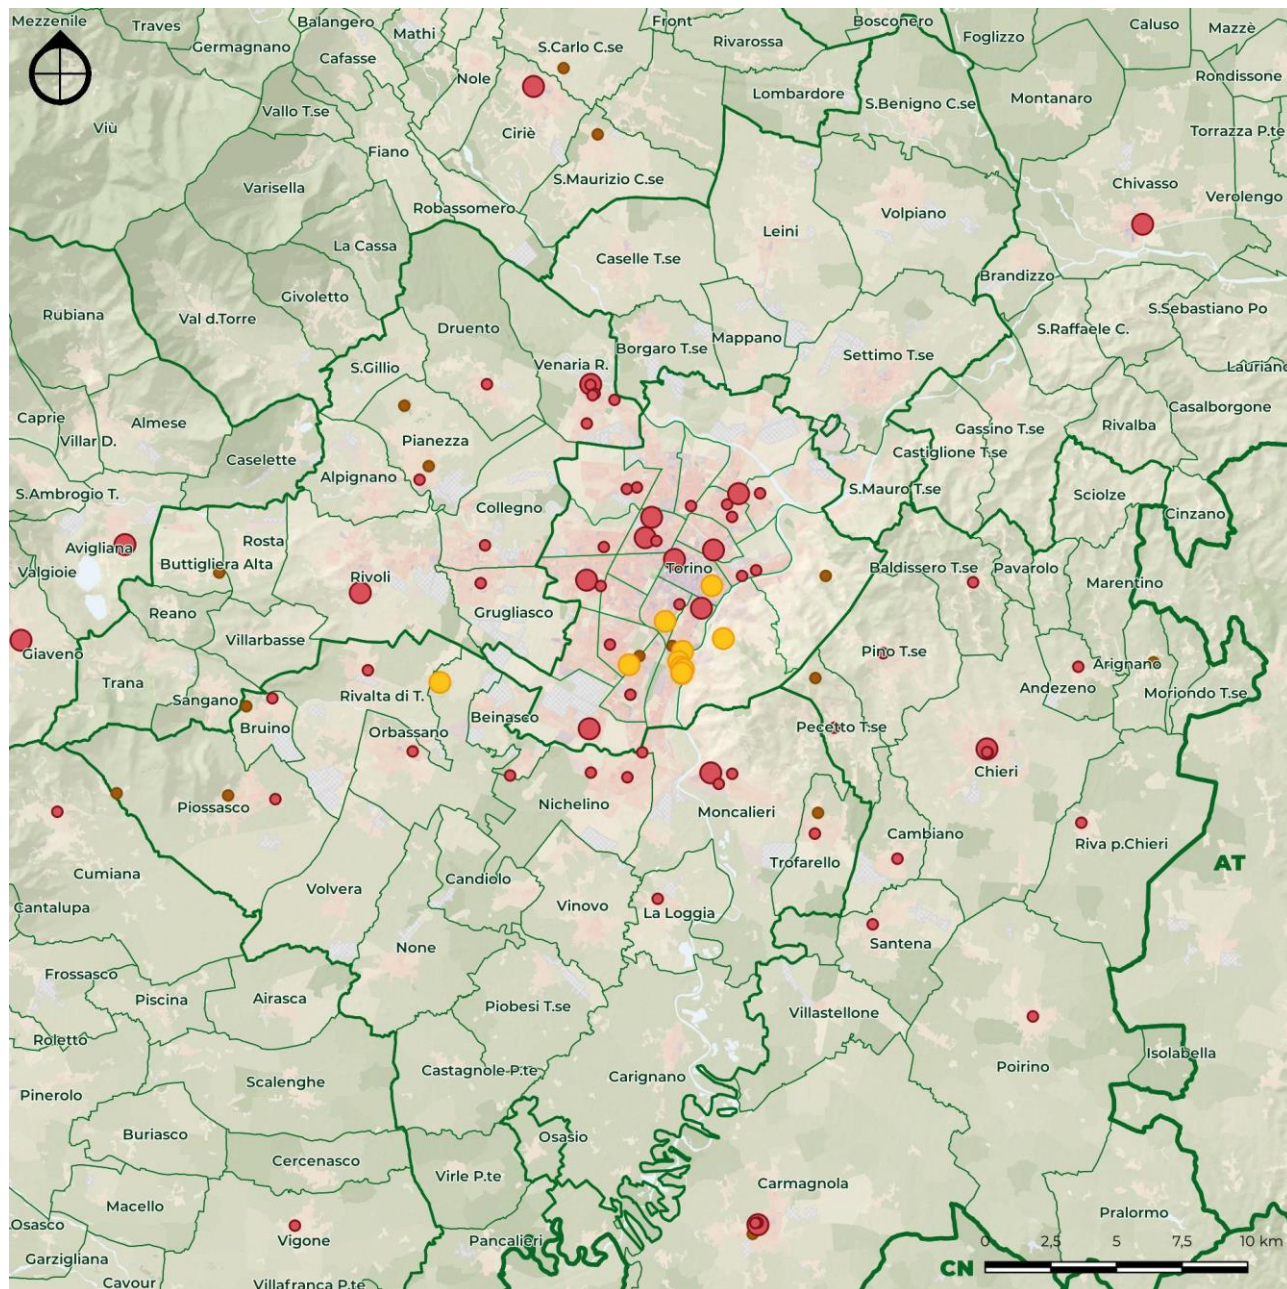 Mezzenile
Traves
Balangero
Mathi
Front
Bosconero
Caluso
Mazzè
Germagnano
Cafasse
S.Carlo C.se
Rivarossa
Foglizzo
Nole
Rondissone
Vallo T.se
Lombardore
S.Benigno C.se
Montanaro
Viù
Ciriè
Torrazza P.te
Fiano
Varisella
S.Maurizio C.se
Chivasso
Verolengo
Robassomero
Volpiano
La Cassa
Leinì
Caselle T.se
Brandizzo
Givoletto
Rubiana
Val d.Torre
S.Sebastiano Po
Druento
S.Raffaele C.
Mappano
Borgaro T.se
Settimo T.se
Venaria R.
S.Gillio
Lauriano
Casalborgone
Caprie
Almese
Rivalba
Gassino T.se
Villar D.
Pianezza
Castiglione T.se
Caselette
Alpignano
S.Mauro T.se
S.Ambrogio T.
Sciolze
Collegno
Cinzano
Rosta
Avigliana
Buttigliera Alta
Valgioie
Rivoli
Torino
Baldissero T.se
Pavarolo
Marentino
Reano
Grugliasco
Villarbasse
Giaveno
Pino T.se
Arignano
Trana
Andezeno
Moriondo T.se
Rivalta di T.
Sangano
Beinasco
Bruino
Orbassano
Pecetto T.se
Chieri
Nichelino
Piossasco
Moncalieri
Cambiano
Riva p.Chieri
Trofarello
AT
Cumiana
Volvera
Candiolo
Cantalupa
Vinovo
La Loggia
None
Santena
Frossasco
Piscina
Airasca
Piobesi T.se
Villastellone
Roletto
Isolabella
Castagnole P.te
Carignano
Poirino
Scalenghe
Pinerolo
Buriasco
Osasio
Cercenasco
Virle P.te
Carmagnola
Macello
Pralormo
.Osasco
Vigone
Pancalieri
0 2,5 5 7,5 10 km
Garzigliana
CN
Cavour
Villafranca P.te